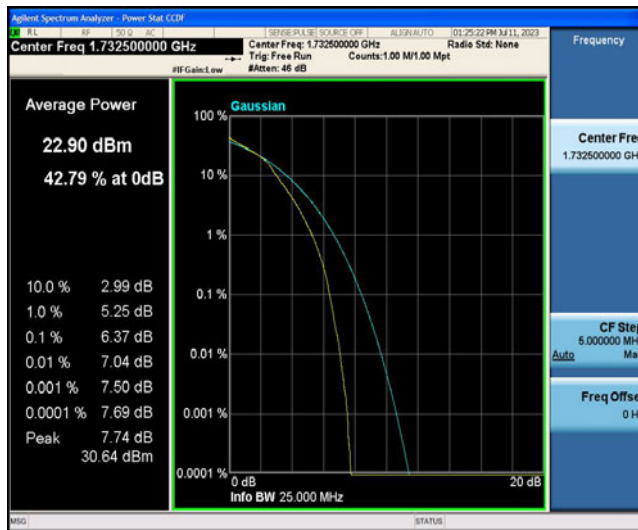 Agilent Spectrum Analyzer - Power Stat CCDF
RL RF 50 Ω AC SENSE:PULSE SOURCE OFF ALIGN AUTO 01:25:22 PM Jul 11, 2023
Center Freq 1.732500000 GHz
Center Freq: 1.732500000 GHz Radio Std: None
Trig: Free Run Counts:1.00 M/1.00 Mpt
#IFGain:Low #Atten: 46 dB
Frequency
Average Power
22.90 dBm
42.79 % at 0dB
10.0 % 2.99 dB
1.0 % 5.25 dB
0.1 % 6.37 dB
0.01 % 7.04 dB
0.001 % 7.50 dB
0.0001 % 7.69 dB
Peak 7.74 dB
30.64 dBm
Gaussian
100 %
10 %
1 %
0.1 %
0.01 %
0.001 %
0.0001 %
0 dB 20 dB
Info BW 25.000 MHz
Center Fre
1.732500000 GH
CF Ste
5.000000 MH
Auto Ma
Freq Offse
0 H
MSG STATUS